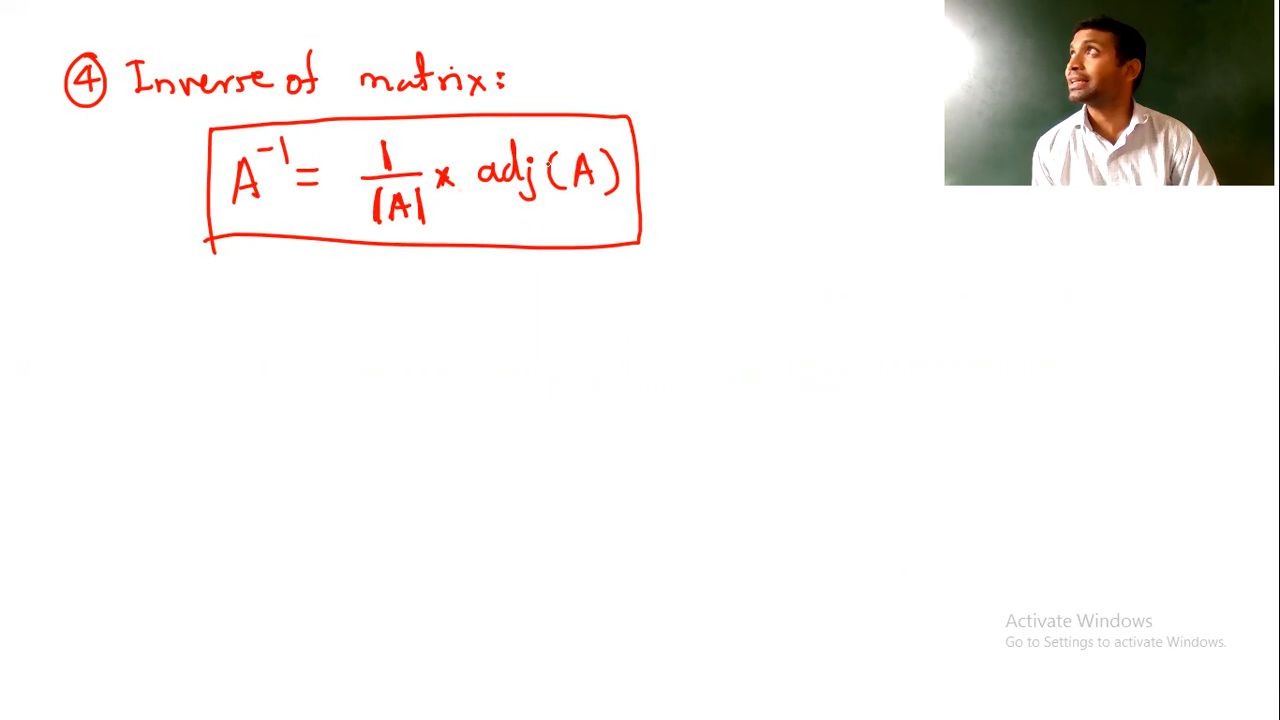 ④ Inverse of matrix:
A⁻¹ = 1/|A| × adj(A)
Activate Windows
Go to Settings to activate Windows.